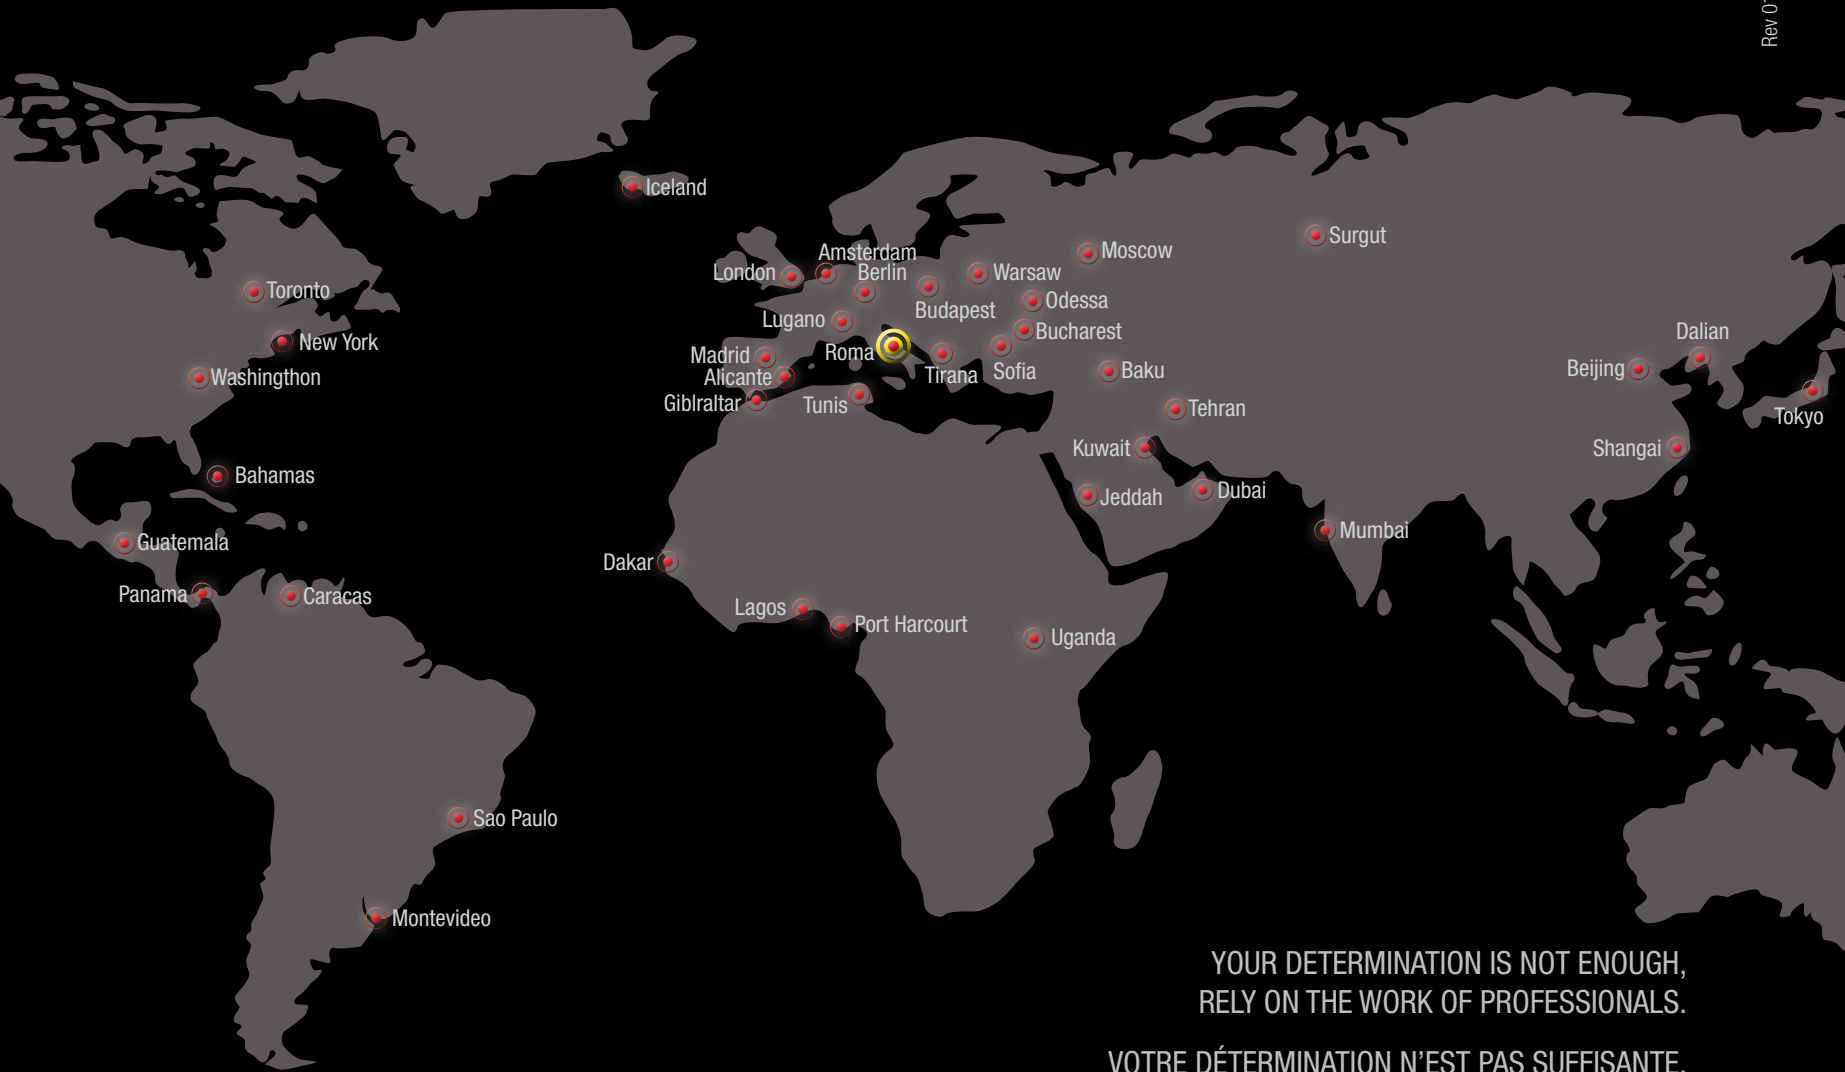 Rev 01
Iceland
Surgut
Moscow
Amsterdam
London
Berlin
Warsaw
Toronto
Odessa
Budapest
Lugano
Bucharest
Dalian
New York
Roma
Madrid
Beijing
Baku
Sofia
Tirana
Washingthon
Alicante
Giblraltar
Tunis
Tehran
Tokyo
Kuwait
Shangai
Bahamas
Dubai
Jeddah
Mumbai
Guatemala
Dakar
Panama
Caracas
Lagos
Port Harcourt
Uganda
Sao Paulo
Montevideo
YOUR DETERMINATION IS NOT ENOUGH,
RELY ON THE WORK OF PROFESSIONALS.
VOTRE DÉTERMINATION N'EST PAS SUFFISANTE,